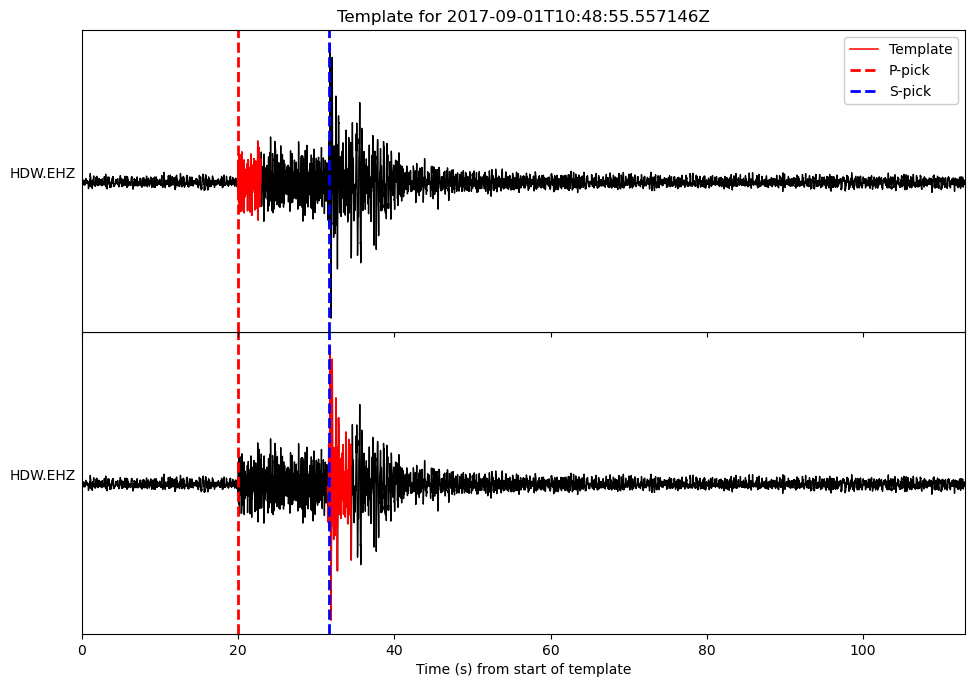 Template for 2017-09-01T10:48:55.557146Z
Template
P-pick
S-pick
HDW.EHZ
HDW.EHZ
0 20 40 60 80 100
Time (s) from start of template